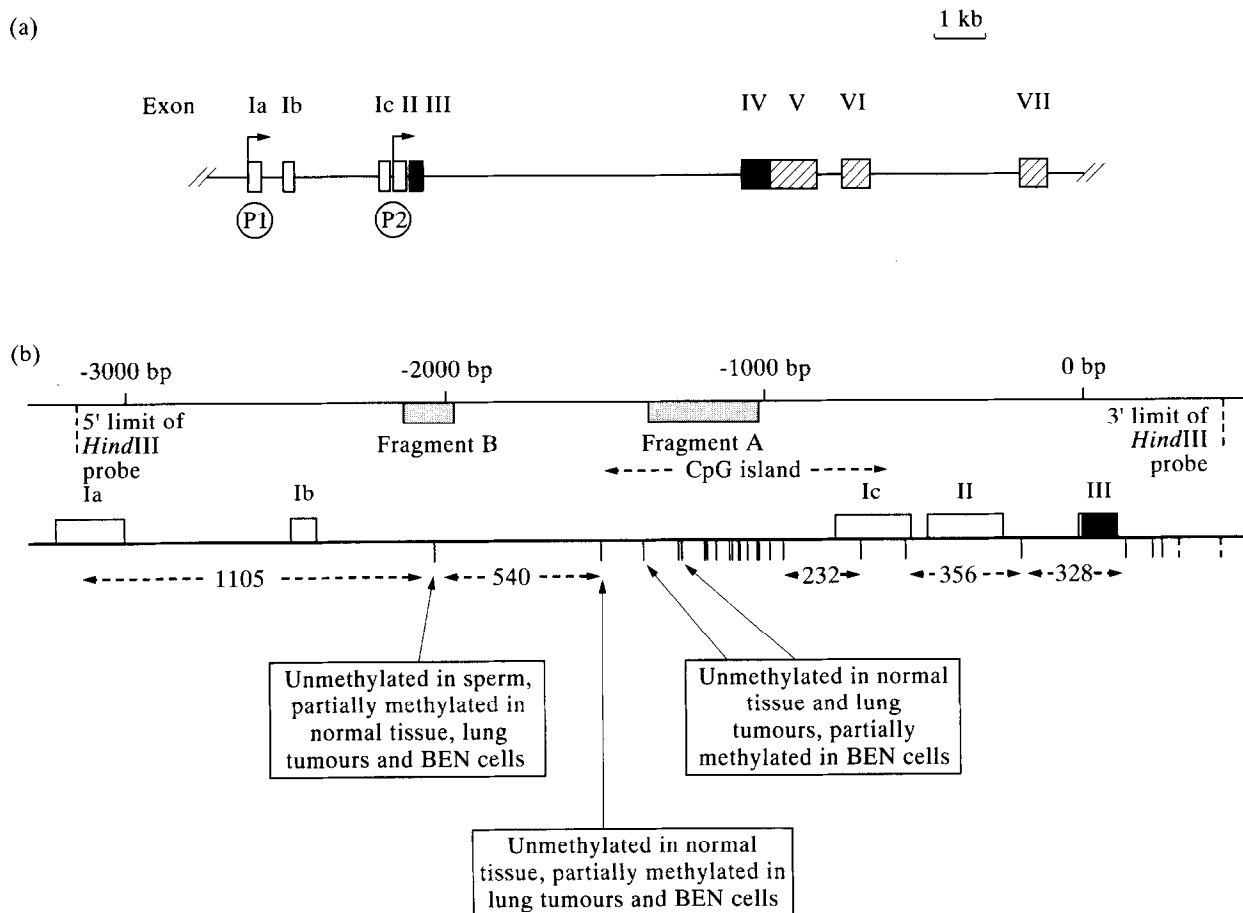 (a)
1 kb
Exon Ia Ib Ic II III IV V VI VII
P1 P2
(b)
-3000 bp -2000 bp -1000 bp 0 bp
5' limit of
HindIII
probe
Fragment B
Fragment A
3' limit of
HindIII
probe
CpG island
Ia Ib Ic II III
1105 540 232 356 328
Unmethylated in sperm,
partially methylated in
normal tissue, lung
tumours and BEN cells
Unmethylated in normal
tissue and lung
tumours, partially
methylated in BEN cells
Unmethylated in normal
tissue, partially methylated in
lung tumours and BEN cells